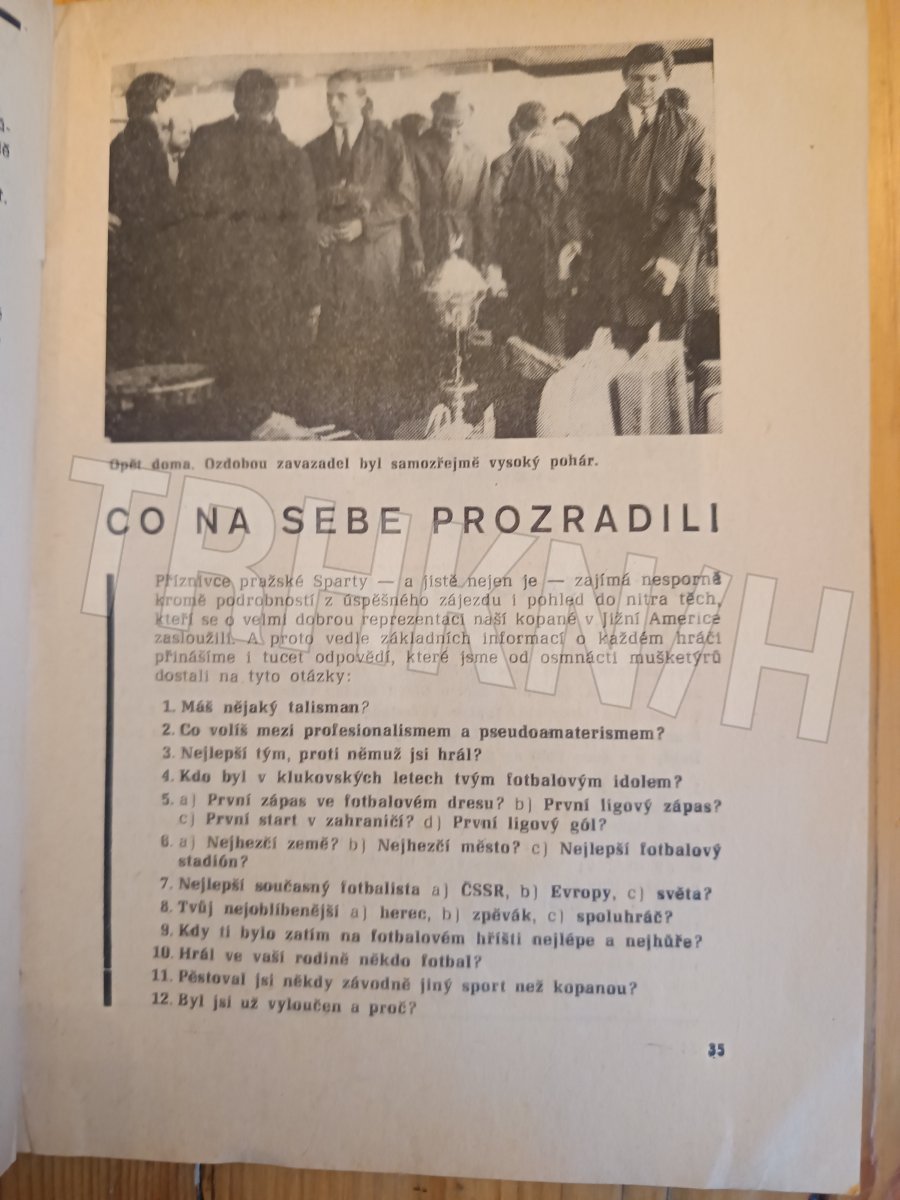 Opět doma. Ozdobou zavazadel byl samozřejmě vysoký pohár.
CO NA SEBE PROZRADILI
Příznivce pražské Sparty — a jistě nejen je — zajímá nesporně
kromě podrobností z úspěšného zájezdu i pohled do nitra těch,
kteří se o velmi dobrou reprezentaci naší kopané v Jižní Americe
zasloužili. A proto vedle základních informací o každém hráči
přinášíme i tucet odpovědí, které jsme od osmnácti mušketýrů
dostali na tyto otázky:
1. Máš nějaký talisman?
2. Co volíš mezi profesionalismem a pseudoamaterismem?
3. Nejlepší tým, proti němuž jsi hrál?
4. Kdo byl v klukovských letech tvým fotbalovým idolem?
5. a) První zápas ve fotbalovém dresu? b) První ligový zápas?
c) První start v zahraničí? d) První ligový gól?
6. a) Nejhezčí země? b) Nejhezčí město? c) Nejlepší fotbalový
stadión?
7. Nejlepší současný fotbalista a) ČSSR, b) Evropy, c) světa?
8. Tvůj nejoblíbenější a) herec, b) zpěvák, c) spoluhráč?
9. Kdy ti bylo zatím na fotbalovém hřišti nejlépe a nejhůře?
10. Hrál ve vaší rodině někdo fotbal?
11. Pěstoval jsi někdy závodně jiný sport než kopanou?
12. Byl jsi už vyloučen a proč?
35